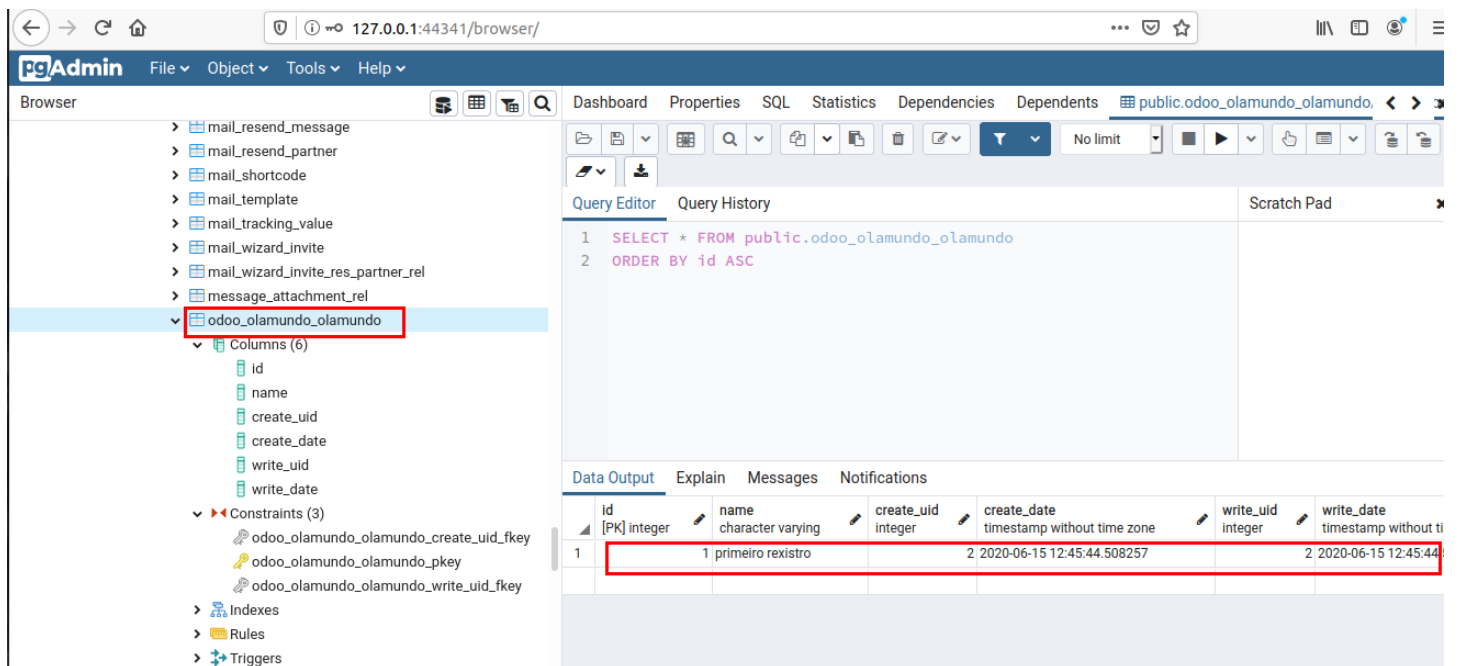 127.0.0.1:44341/browser/
pgAdmin File Object Tools Help
Browser
mail_resend_message
mail_resend_partner
mail_shortcode
mail_template
mail_tracking_value
mail_wizard_invite
mail_wizard_invite_res_partner_rel
message_attachment_rel
odoo_olamundo_olamundo
Columns (6)
id
name
create_uid
create_date
write_uid
write_date
Constraints (3)
odoo_olamundo_olamundo_create_uid_fkey
odoo_olamundo_olamundo_pkey
odoo_olamundo_olamundo_write_uid_fkey
Indexes
Rules
Triggers
Dashboard Properties SQL Statistics Dependencies Dependents public.odoo_olamundo_olamundo
No limit
Query Editor Query History Scratch Pad
1 SELECT * FROM public.odoo_olamundo_olamundo
2 ORDER BY id ASC
Data Output Explain Messages Notifications
id name create_uid create_date write_uid write_date
[PK] integer character varying integer timestamp without time zone integer timestamp without ti
1 1 primeiro rexistro 2 2020-06-15 12:45:44.508257 2 2020-06-15 12:45:44